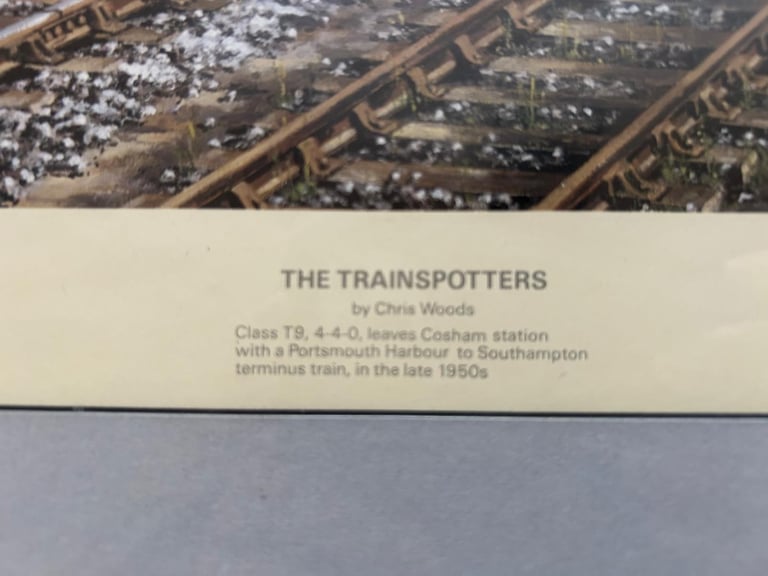 THE TRAINSPOTTERS
by Chris Woods
Class T9, 4-4-0, leaves Cosham station
with a Portsmouth Harbour to Southampton
terminus train, in the late 1950s